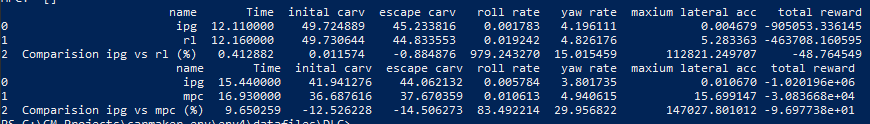 name Time inital carv escape carv roll rate yaw rate maxium lateral acc total reward
0 ipg 12.110000 49.724889 45.233816 0.001783 4.196111 0.004679 -905053.336145
1 rl 12.160000 49.730644 44.833553 0.019242 4.826176 5.283363 -463708.160595
2 Comparision ipg vs rl (%) 0.412882 0.011574 -0.884876 979.243270 15.015459 112821.249707 -48.764549
name Time inital carv escape carv roll rate yaw rate maxium lateral acc total reward
0 ipg 15.440000 41.941276 44.062132 0.005784 3.801735 0.010670 -1.020196e+06
1 mpc 16.930000 36.687616 37.670359 0.010613 4.940615 15.699147 -3.083668e+04
2 Comparision ipg vs mpc (%) 9.650259 -12.526228 -14.506273 83.492214 29.956822 147027.001810 -9.697738e+01